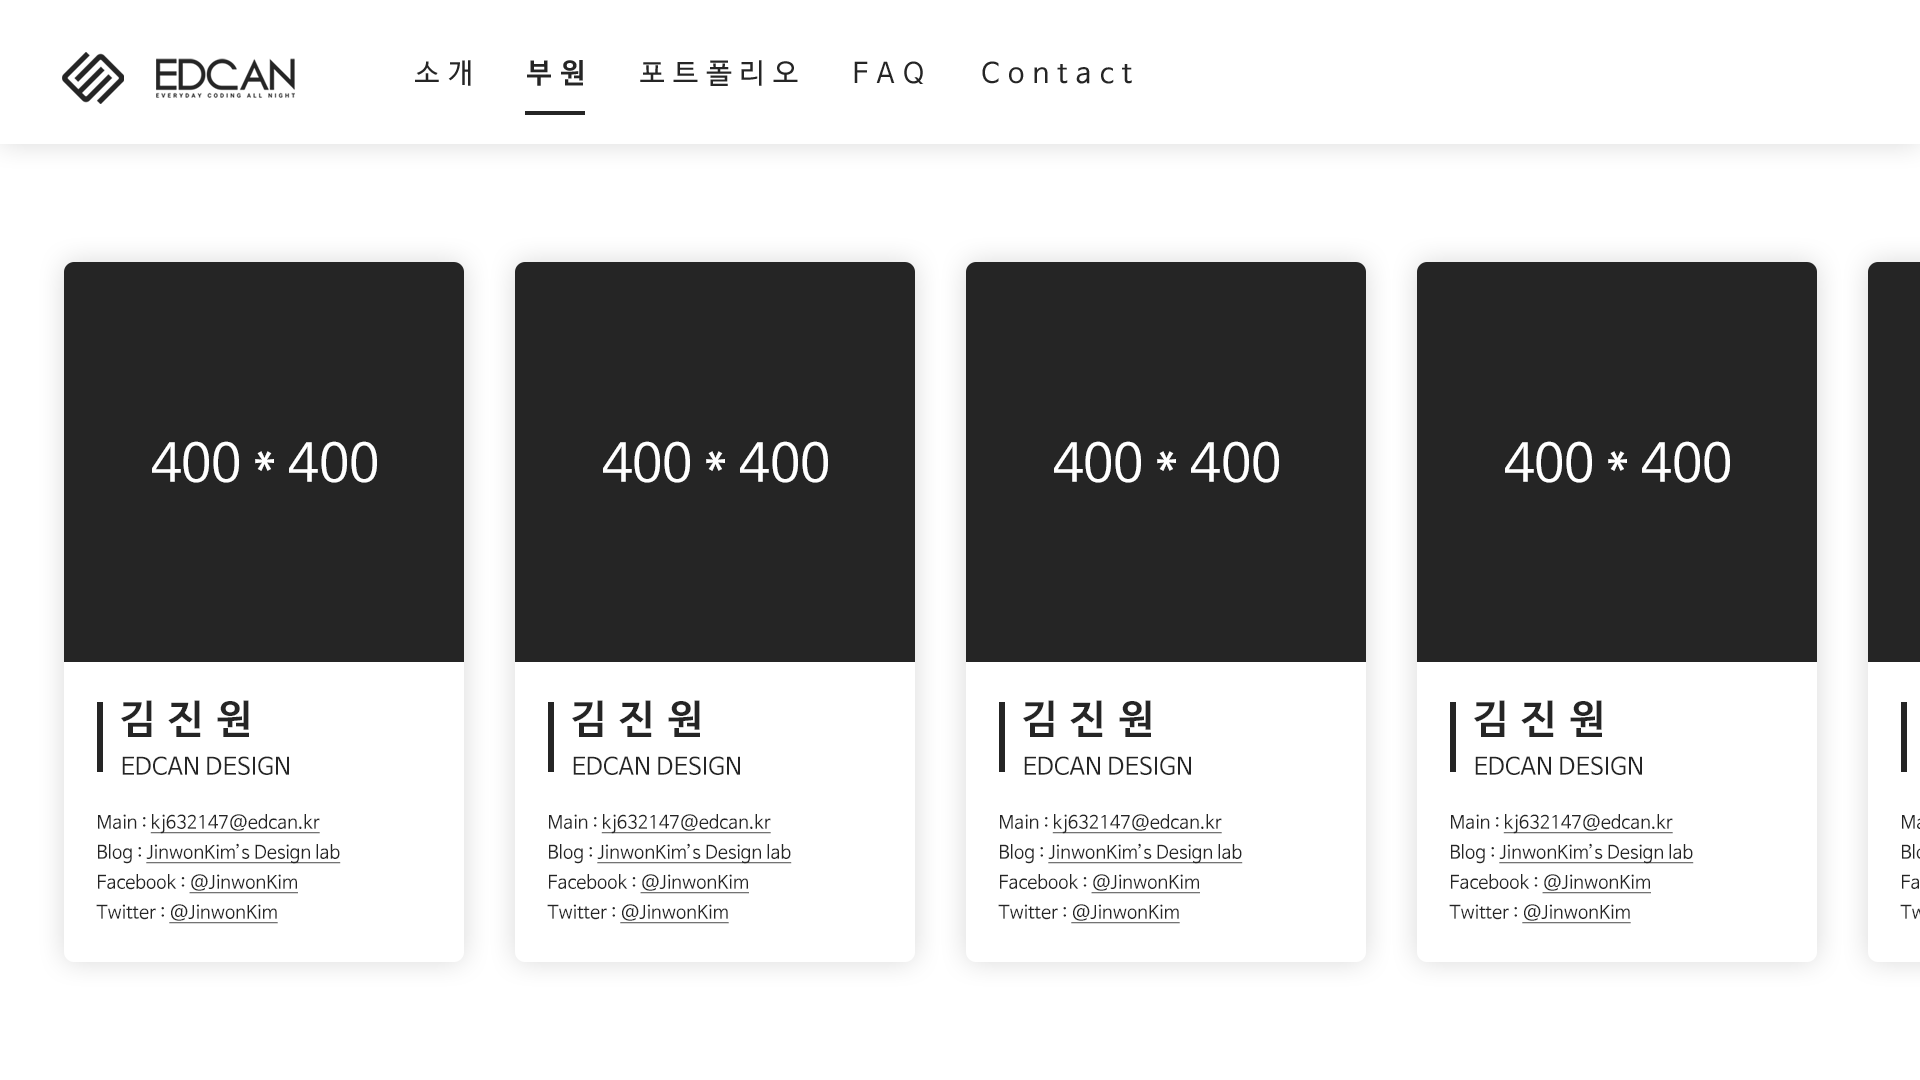 EDCAN
EVERYDAY CODING ALL NIGHT
소개 부원 포트폴리오 FAQ Contact
400 * 400
김진원
EDCAN DESIGN
Main : kj632147@edcan.kr
Blog : JinwonKim's Design lab
Facebook : @JinwonKim
Twitter : @JinwonKim
400 * 400
김진원
EDCAN DESIGN
Main : kj632147@edcan.kr
Blog : JinwonKim's Design lab
Facebook : @JinwonKim
Twitter : @JinwonKim
400 * 400
김진원
EDCAN DESIGN
Main : kj632147@edcan.kr
Blog : JinwonKim's Design lab
Facebook : @JinwonKim
Twitter : @JinwonKim
400 * 400
김진원
EDCAN DESIGN
Main : kj632147@edcan.kr
Blog : JinwonKim's Design lab
Facebook : @JinwonKim
Twitter : @JinwonKim